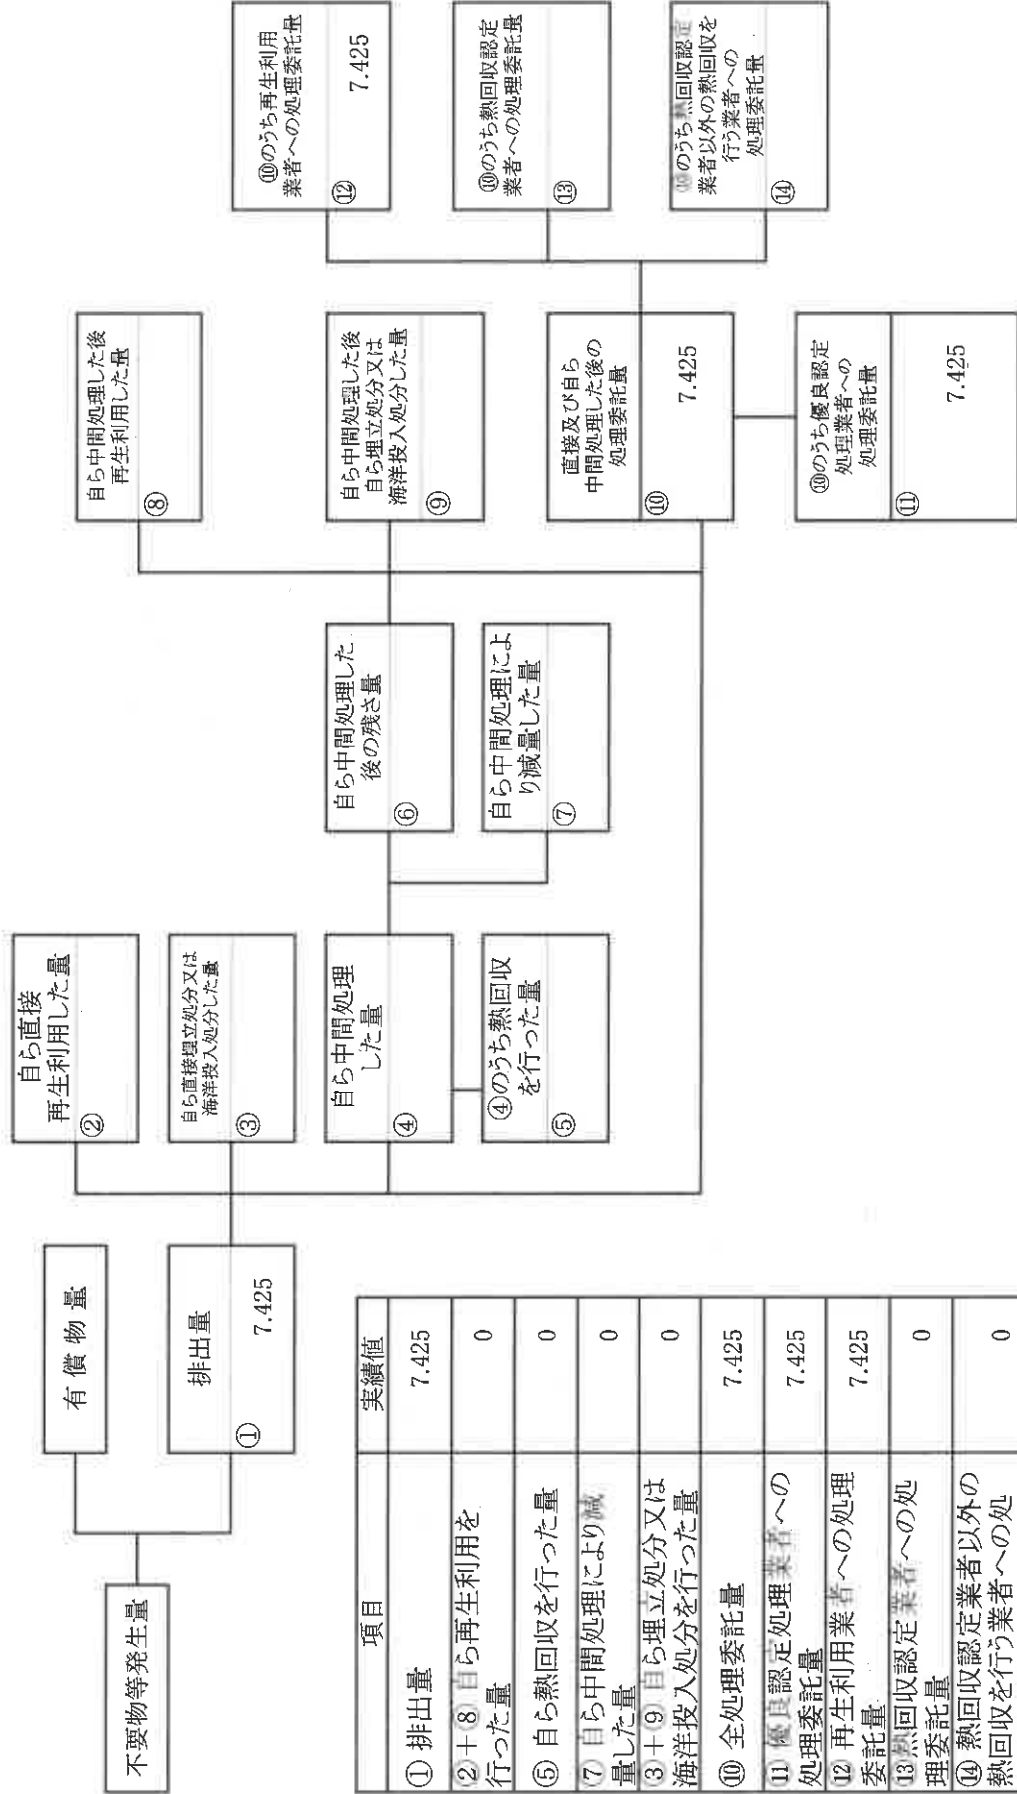 不要物等発生量
有償物量
排出量
①
7.425
自ら直接
再生利用した量
②
自ら直接埋立処分又は
海洋投入処分した量
③
自ら中間処理
した量
④
④のうち熱回収
を行った量
⑤
自ら中間処理した
後の残さ量
⑥
自ら中間処理によ
り減量した量
⑦
自ら中間処理した後
再生利用した量
⑧
自ら中間処理した後
自ら埋立処分又は
海洋投入処分した量
⑨
直接及び自ら
中間処理した後の
処理委託量
⑩
7.425
⑩のうち優良認定
処理業者への
処理委託量
⑪
7.425
⑩のうち再生利用
業者への処理委託量
⑫
7.425
⑩のうち熱回収認定
業者への処理委託量
⑬
⑩のうち熱回収認定
業者以外の熱回収を
行う業者への
処理委託量
⑭
項目 実績値
① 排出量 7.425
②＋⑧ 自ら再生利用を
行った量 0
⑤ 自ら熱回収を行った量 0
⑦ 自ら中間処理により減
量した量 0
③＋⑨ 自ら埋立処分又は
海洋投入処分を行った量 0
⑩ 全処理委託量 7.425
⑪ 優良認定処理業者への
処理委託量 7.425
⑫ 再生利用業者への処理
委託量 7.425
⑬ 熱回収認定業者への処
理委託量 0
⑭ 熱回収認定業者以外の
熱回収を行う業者への処 0